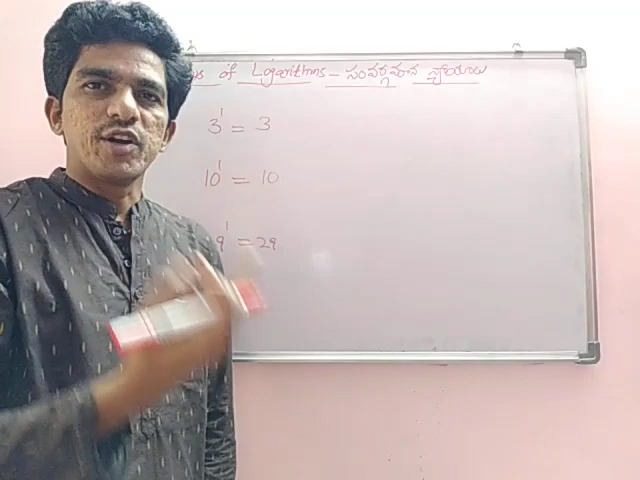 of Logarithms - సంవర్గమాన న్యాయాలు
3¹ = 3
10¹ = 10
9¹ = 29